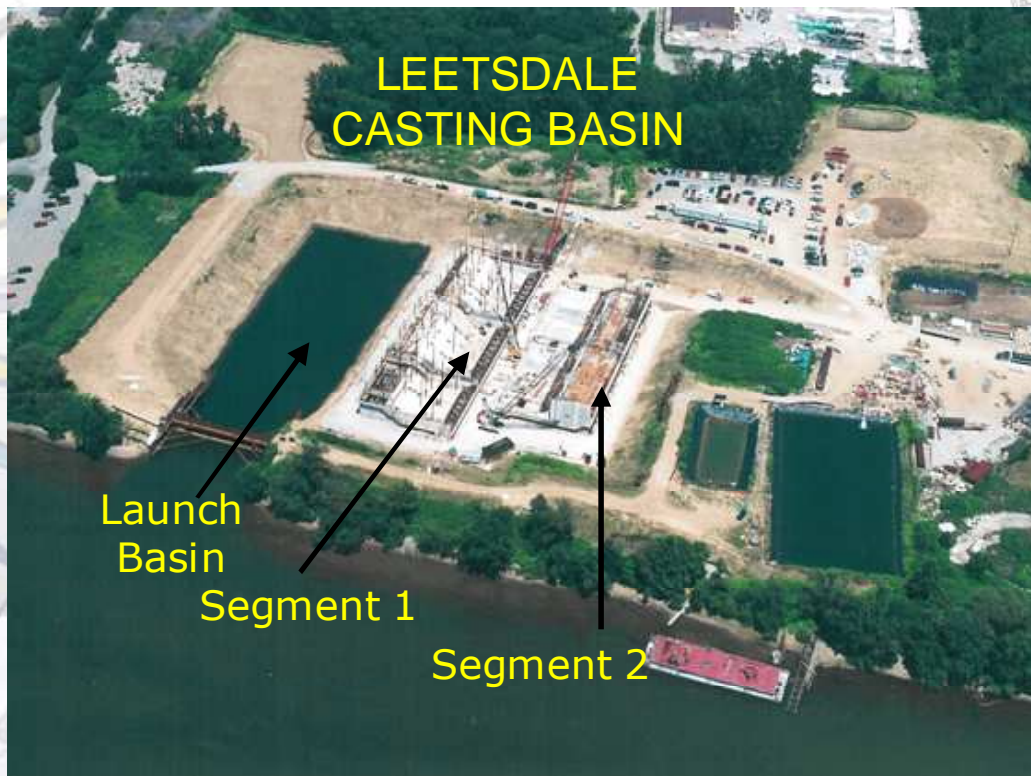 LEETSDALE
CASTING BASIN
Launch
Basin
Segment 1
Segment 2